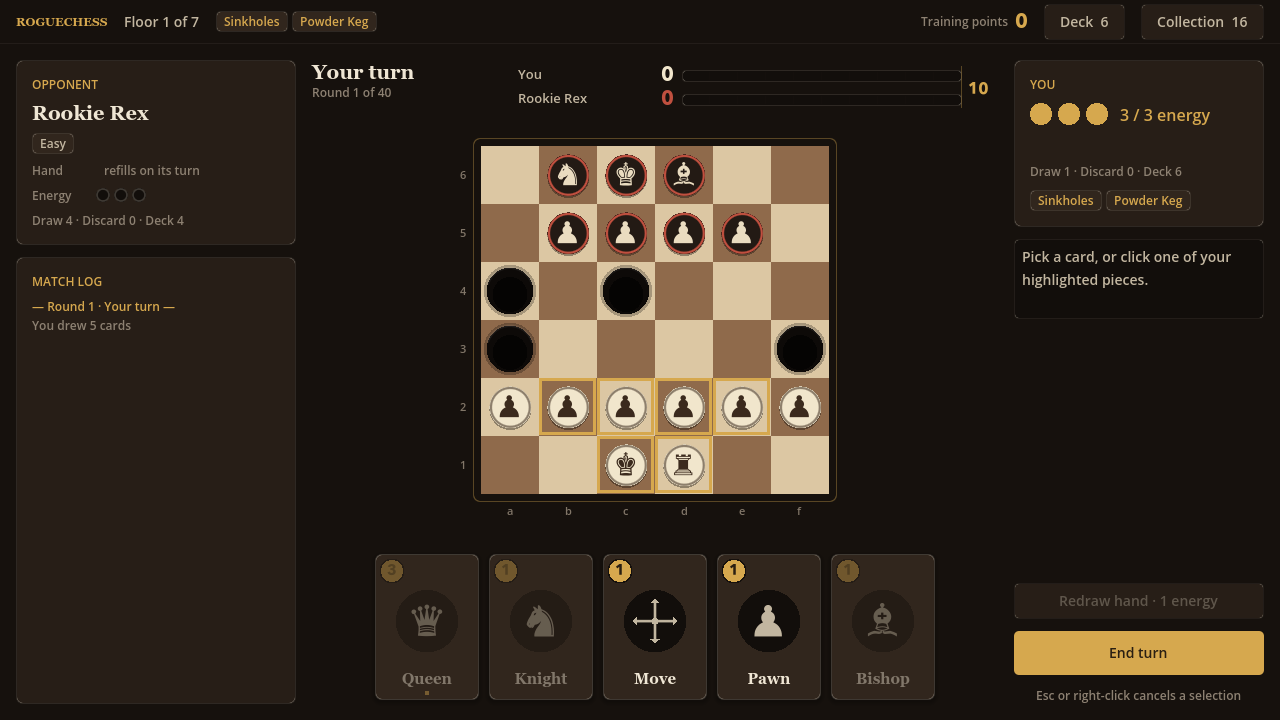 ROGUECHESS
Floor 1 of 7
Sinkholes
Powder Keg
Training points 0
Deck 6
Collection 16
OPPONENT
Rookie Rex
Easy
Hand refills on its turn
Energy
Draw 4 · Discard 0 · Deck 4
MATCH LOG
— Round 1 · Your turn —
You drew 5 cards
Your turn
Round 1 of 40
You 0
Rookie Rex 0
10
6
5
4
3
2
1
a b c d e f
3
Queen
1
Knight
1
Move
1
Pawn
1
Bishop
YOU
3 / 3 energy
Draw 1 · Discard 0 · Deck 6
Sinkholes
Powder Keg
Pick a card, or click one of your
highlighted pieces.
Redraw hand · 1 energy
End turn
Esc or right-click cancels a selection